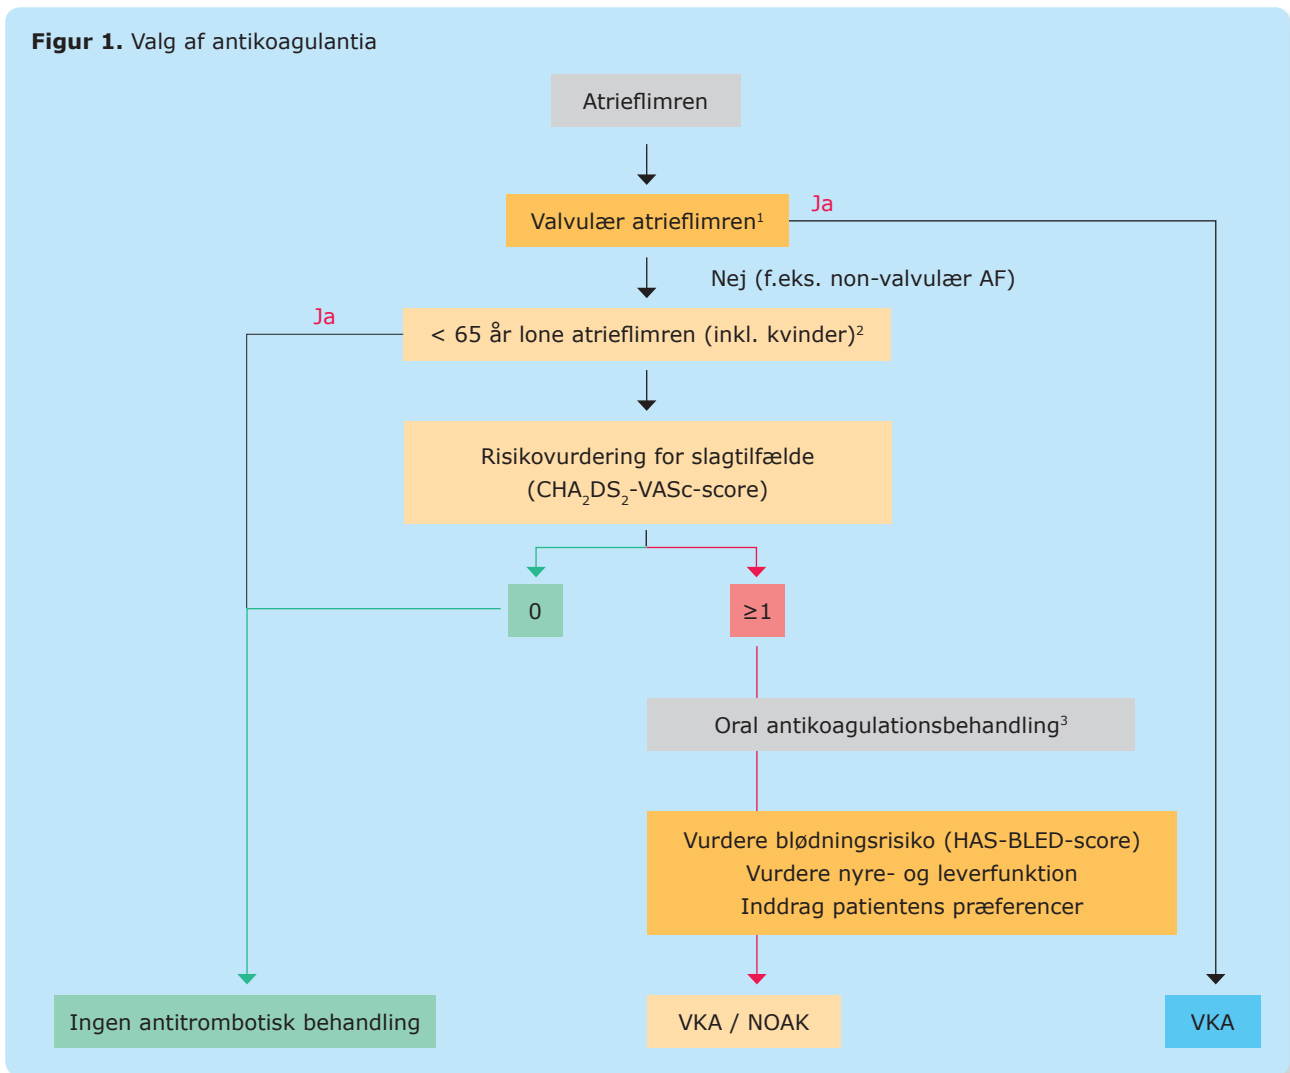 Figur 1. Valg af antikoagulantia
Atrieflimren
Valvulær atrieflimren¹
Ja
Nej (f.eks. non-valvulær AF)
Ja
< 65 år lone atrieflimren (inkl. kvinder)²
Risikovurdering for slagtilfælde
(CHA₂DS₂-VASc-score)
0
≥1
Oral antikoagulationsbehandling³
Vurdere blødningsrisiko (HAS-BLED-score)
Vurdere nyre- og leverfunktion
Inddrag patientens præferencer
Ingen antitrombotisk behandling
VKA / NOAK
VKA